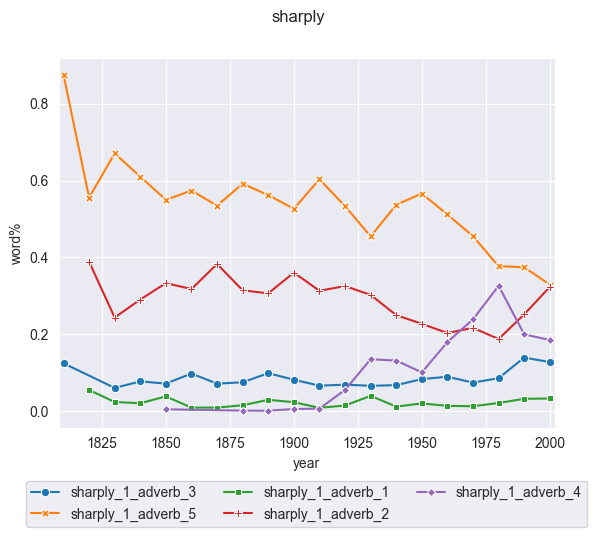 sharply
word%
0.8
0.6
0.4
0.2
0.0
1825 1850 1875 1900 1925 1950 1975 2000
year
sharply_1_adverb_3 sharply_1_adverb_1 sharply_1_adverb_4
sharply_1_adverb_5 sharply_1_adverb_2